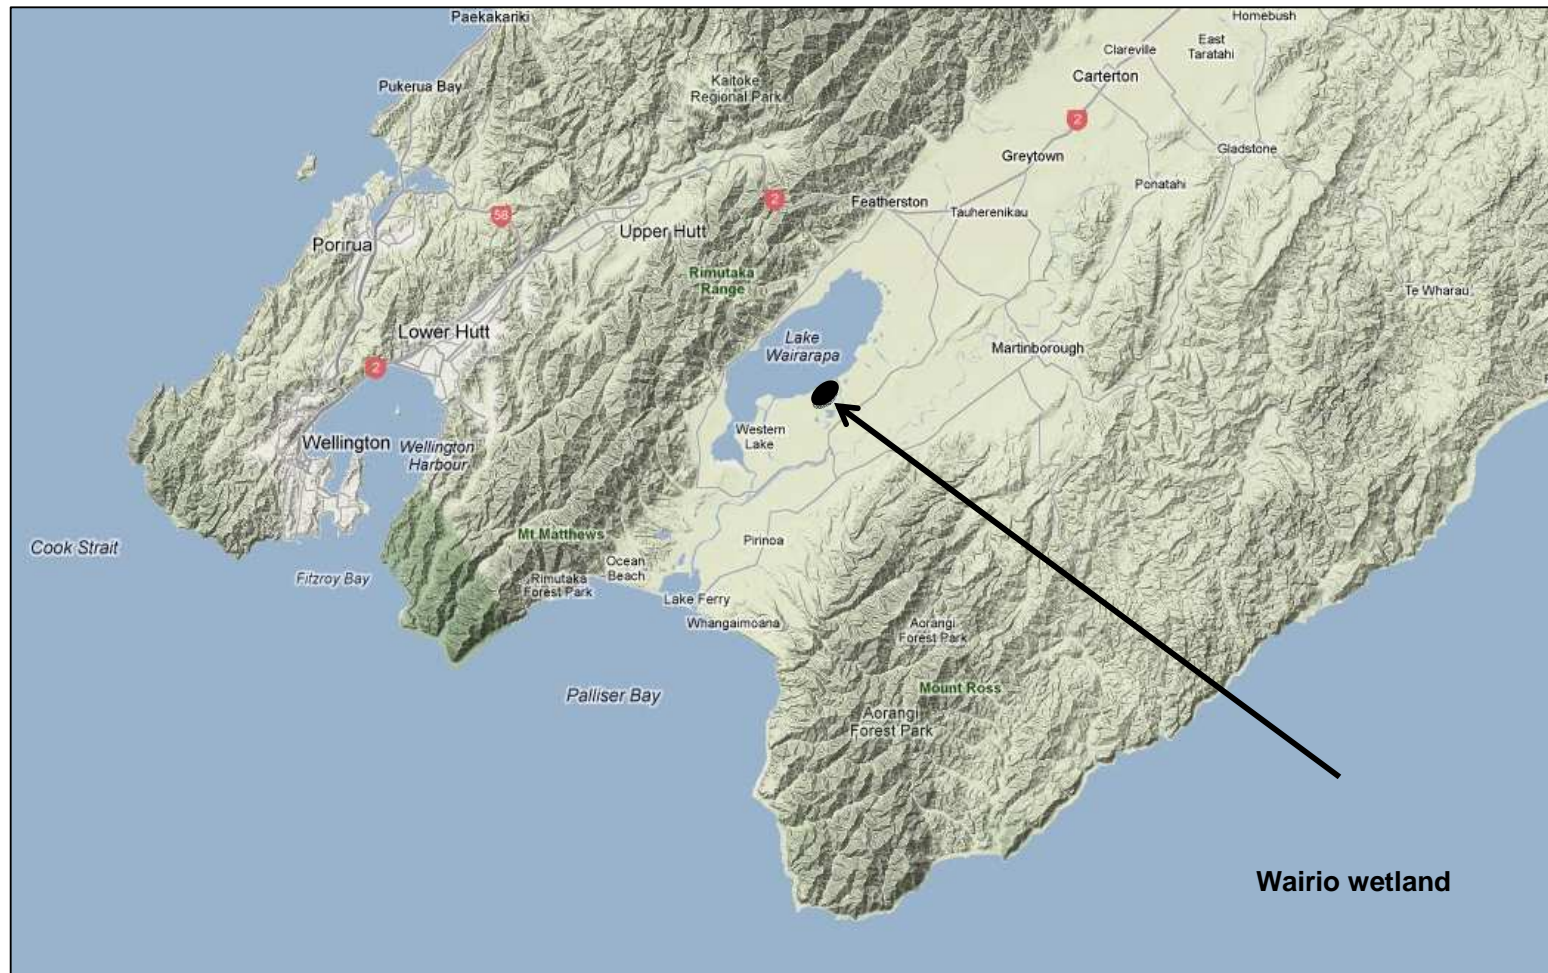 Paekakariki
Homebush
Clareville
East
Taratahi
Kaitoke
Regional Park
Carterton
Pukerua Bay
2
Greytown
Gladstone
Ponatahi
2
Featherston
Tauherenikau
58
Upper Hutt
Porirua
Rimutaka
Range
Te Wharau
Lower Hutt
Lake
Wairarapa
Martinborough
2
Western
Lake
Wellington
Wellington
Harbour
Mt Matthews
Pirinoa
Cook Strait
Ocean
Beach
Fitzroy Bay
Rimutaka
Forest Park
Lake Ferry
Whangaimoana
Aorangi
Forest Park
Palliser Bay
Mount Ross
Aorangi
Forest Park
Wairio wetland